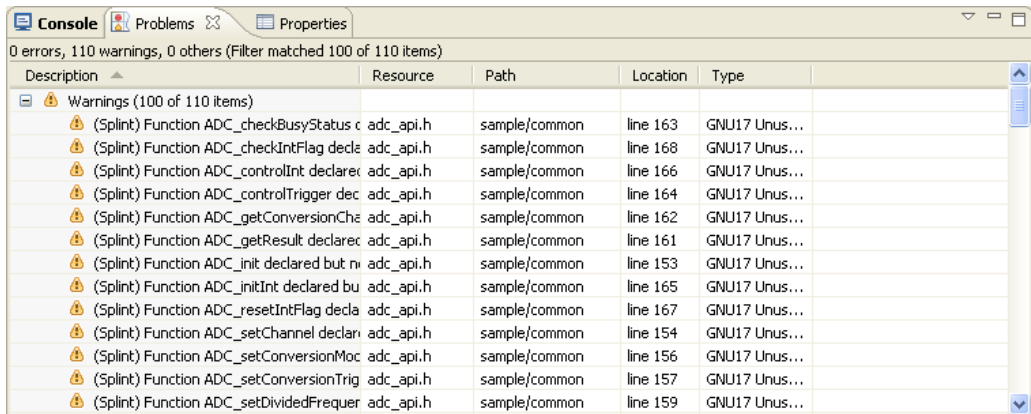 Console Problems Properties
0 errors, 110 warnings, 0 others (Filter matched 100 of 110 items)
Description Resource Path Location Type
Warnings (100 of 110 items)
(Splint) Function ADC_checkBusyStatus c adc_api.h sample/common line 163 GNU17 Unus...
(Splint) Function ADC_checkIntFlag decla adc_api.h sample/common line 168 GNU17 Unus...
(Splint) Function ADC_controlInt declared adc_api.h sample/common line 166 GNU17 Unus...
(Splint) Function ADC_controlTrigger dec adc_api.h sample/common line 164 GNU17 Unus...
(Splint) Function ADC_getConversionCha adc_api.h sample/common line 162 GNU17 Unus...
(Splint) Function ADC_getResult declared adc_api.h sample/common line 161 GNU17 Unus...
(Splint) Function ADC_init declared but n adc_api.h sample/common line 153 GNU17 Unus...
(Splint) Function ADC_initInt declared bu adc_api.h sample/common line 165 GNU17 Unus...
(Splint) Function ADC_resetIntFlag decla adc_api.h sample/common line 167 GNU17 Unus...
(Splint) Function ADC_setChannel declar adc_api.h sample/common line 154 GNU17 Unus...
(Splint) Function ADC_setConversionMod adc_api.h sample/common line 156 GNU17 Unus...
(Splint) Function ADC_setConversionTrig adc_api.h sample/common line 157 GNU17 Unus...
(Splint) Function ADC_setDividedFrequer adc_api.h sample/common line 159 GNU17 Unus...